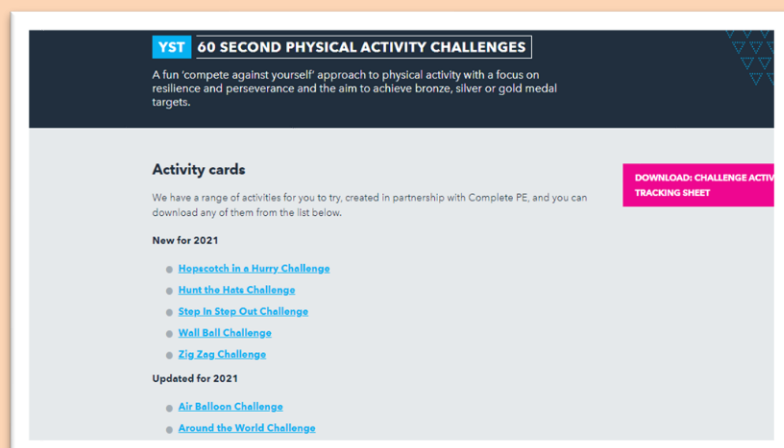 YST 60 SECOND PHYSICAL ACTIVITY CHALLENGES
A fun 'compete against yourself' approach to physical activity with a focus on
resilience and perseverance and the aim to achieve bronze, silver or gold medal
targets.
Activity cards
We have a range of activities for you to try, created in partnership with Complete PE, and you can
download any of them from the list below.
DOWNLOAD: CHALLENGE ACTIV
TRACKING SHEET
New for 2021
Hopscotch in a Hurry Challenge
Hunt the Hats Challenge
Step In Step Out Challenge
Wall Ball Challenge
Zig Zag Challenge
Updated for 2021
Air Balloon Challenge
Around the World Challenge